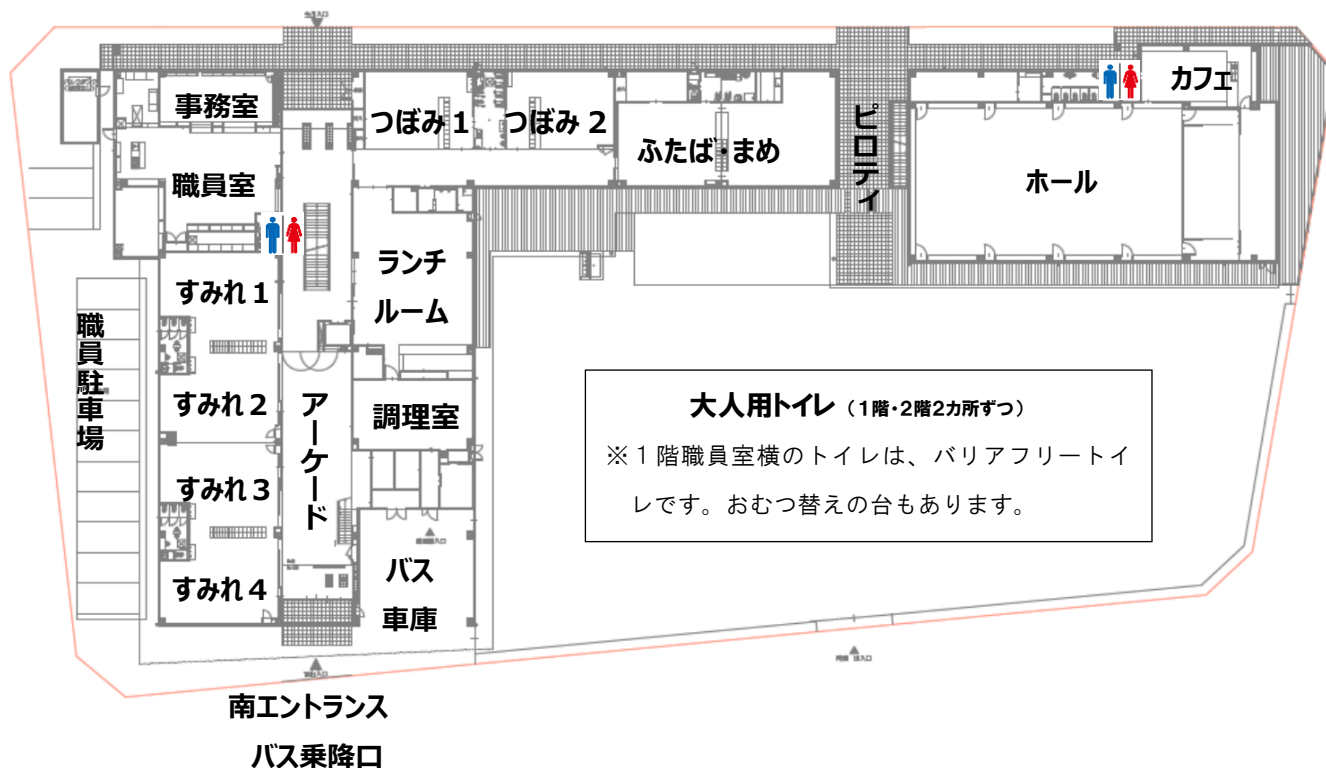 事務室
つぼみ1
つぼみ2
ふたば・まめ
ピロティ
カフェ
ホール
職員室
ランチ
ルーム
すみれ1
職員駐車場
すみれ2
アーケード
調理室
すみれ3
すみれ4
バス
車庫
大人用トイレ（1階・2階2カ所ずつ）
※1階職員室横のトイレは、バリアフリートイ
レです。おむつ替えの台もあります。
南エントランス
バス乗降口